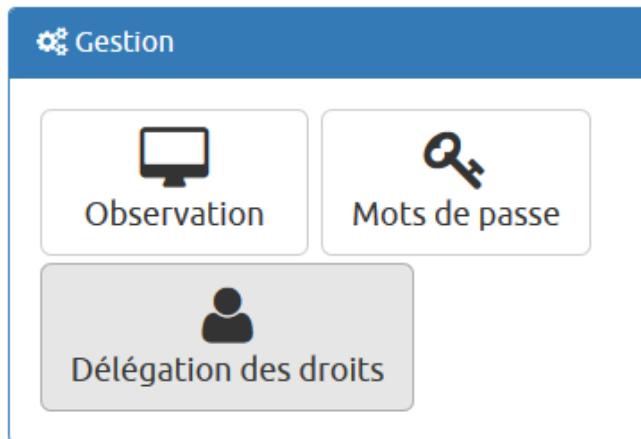 Gestion
Observation
Mots de passe
Délégation des droits